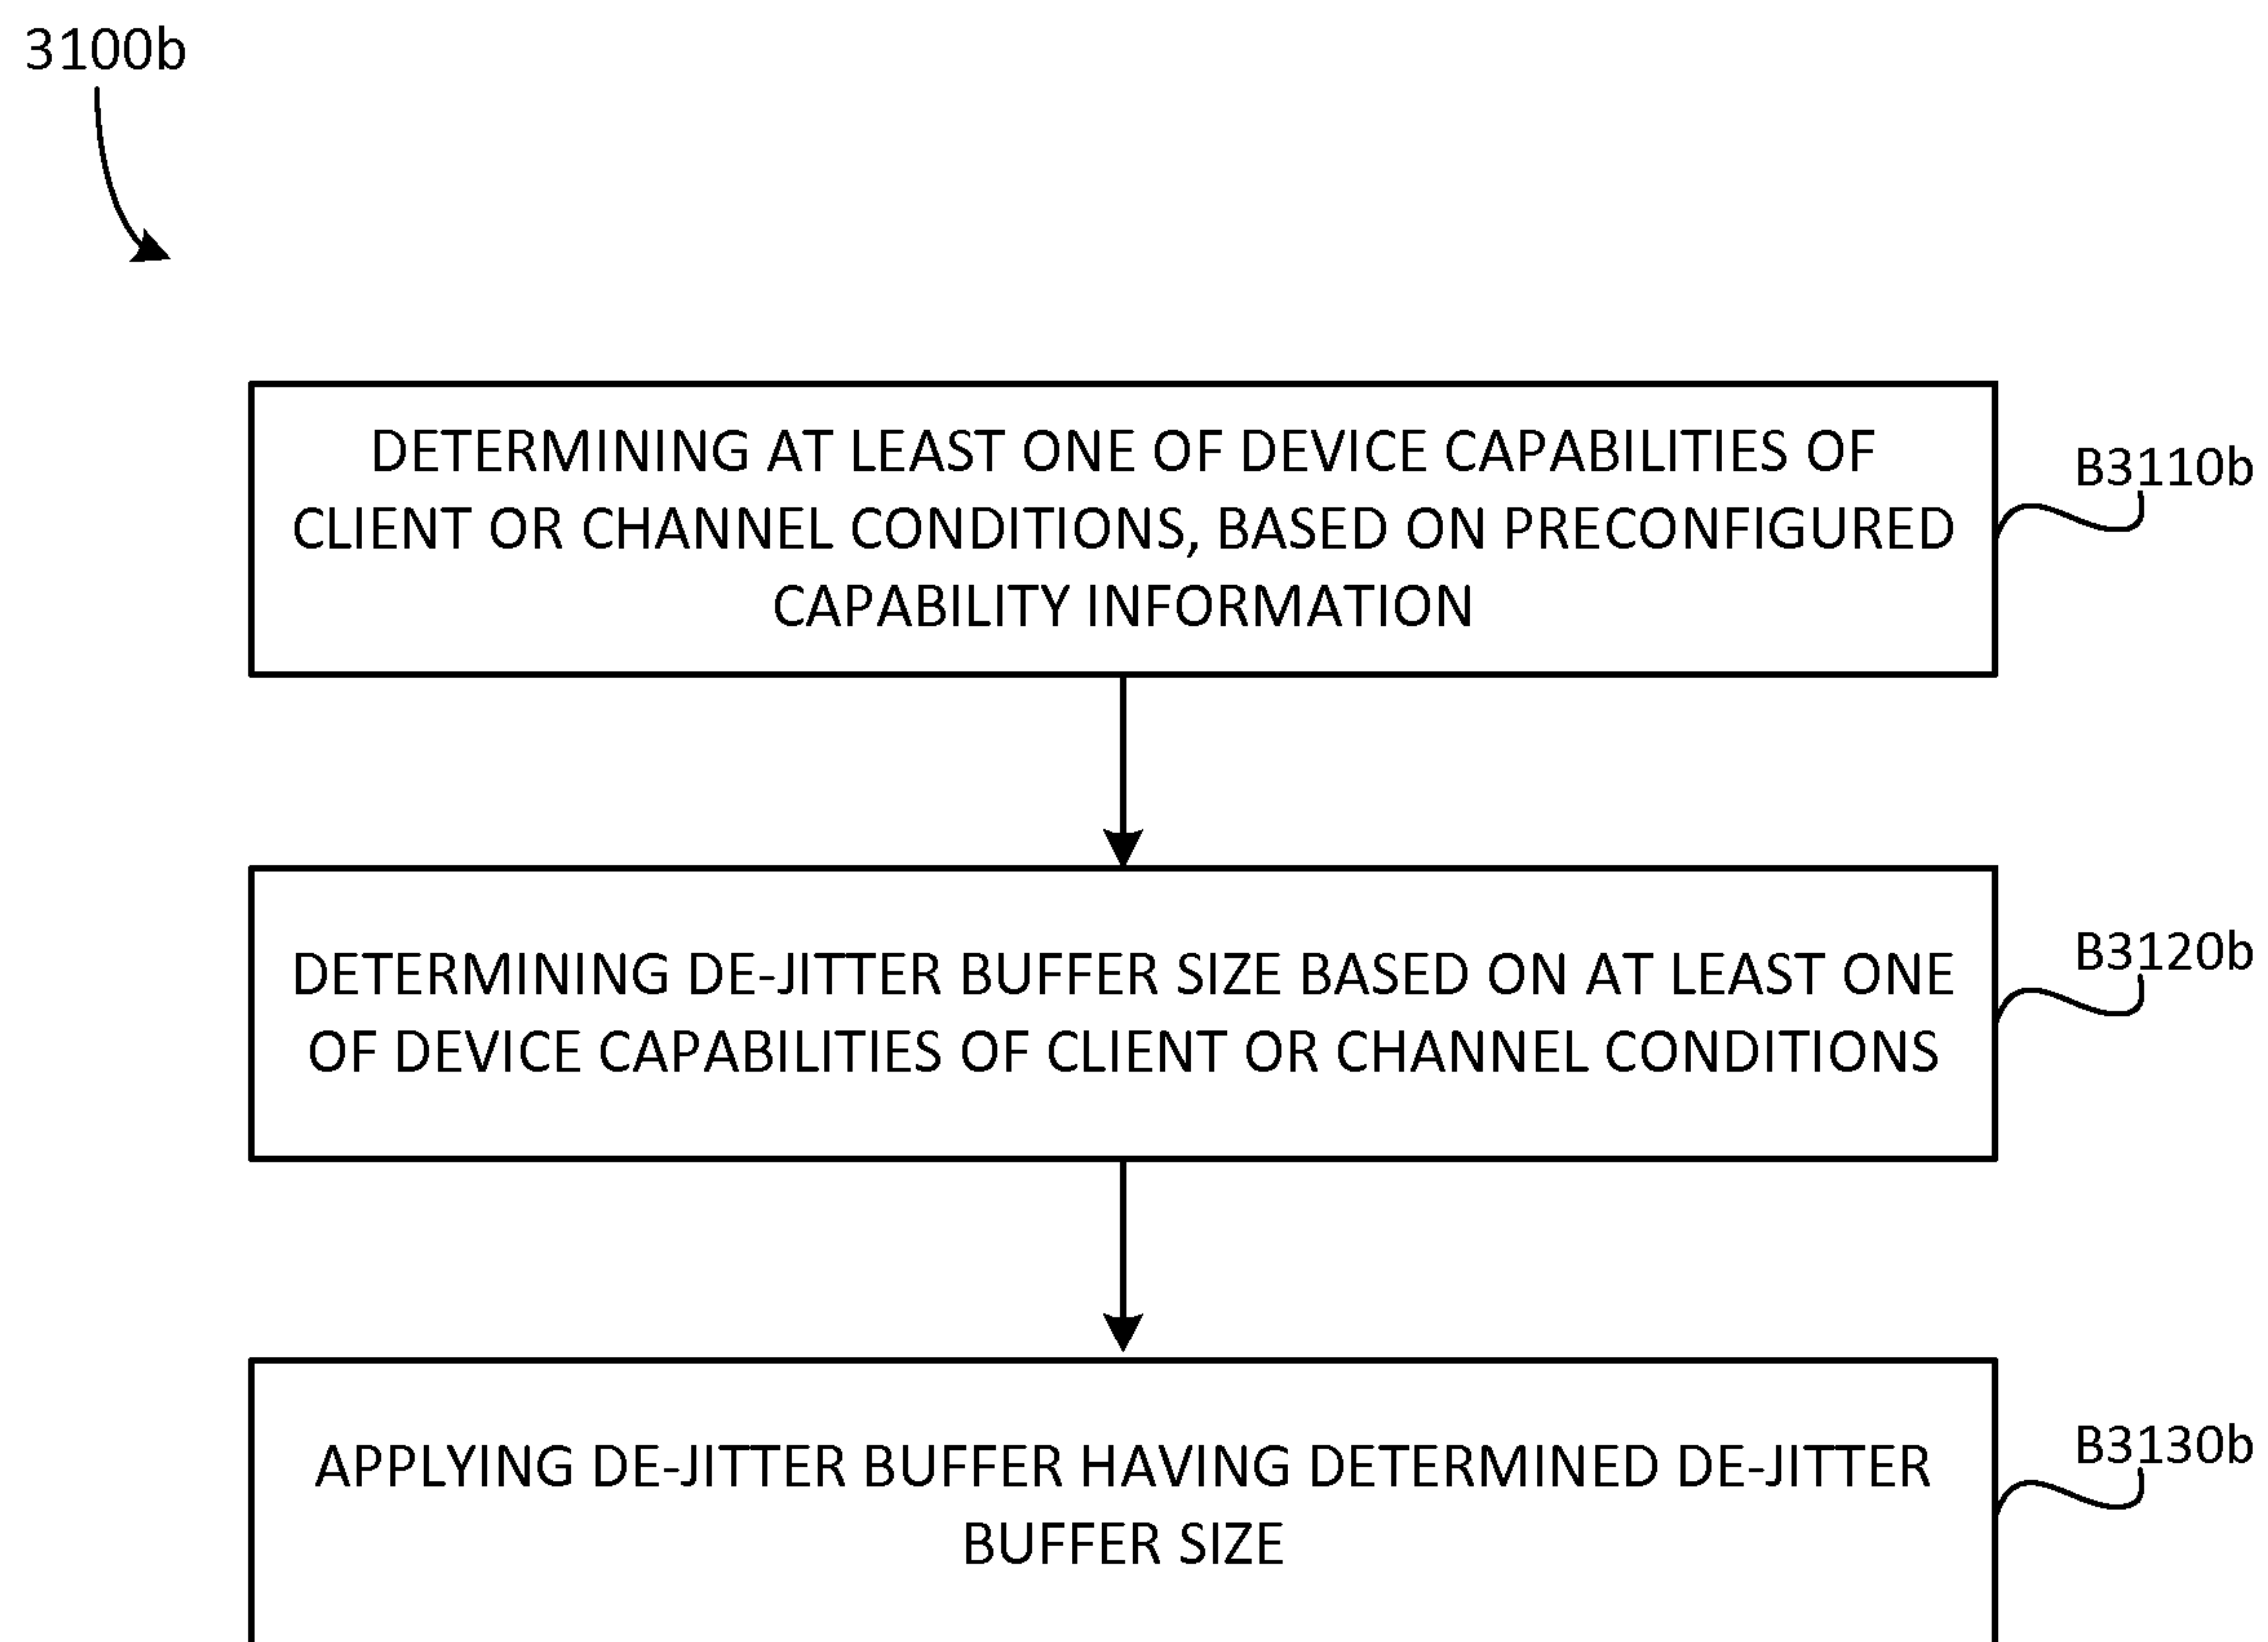 3100b
DETERMINING AT LEAST ONE OF DEVICE CAPABILITIES OF
CLIENT OR CHANNEL CONDITIONS, BASED ON PRECONFIGURED
CAPABILITY INFORMATION
B3110b
DETERMINING DE-JITTER BUFFER SIZE BASED ON AT LEAST ONE
OF DEVICE CAPABILITIES OF CLIENT OR CHANNEL CONDITIONS
B3120b
APPLYING DE-JITTER BUFFER HAVING DETERMINED DE-JITTER
BUFFER SIZE
B3130b